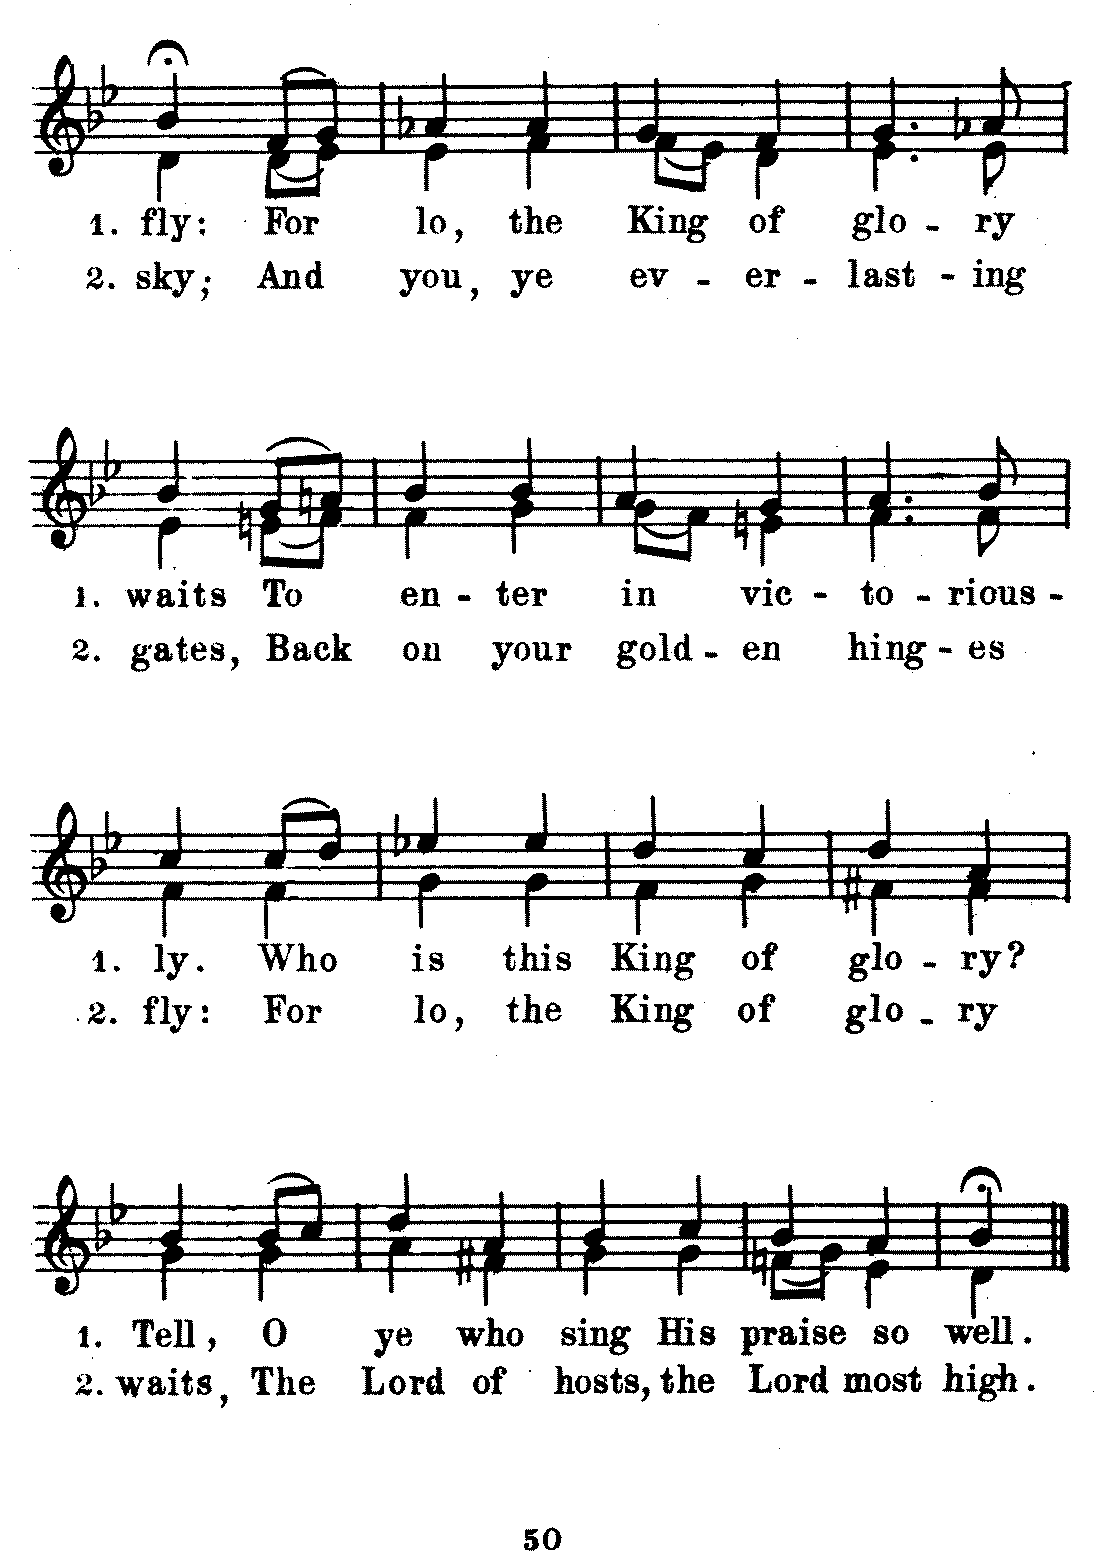 1. fly: For lo, the King of glo - ry
2. sky; And you, ye ev - er - last - ing
1. waits To en - ter in vic - to - rious -
2. gates, Back on your gold - en hing - es
1. ly. Who is this King of glo - ry?
2. fly: For lo, the King of glo - ry
1. Tell, O ye who sing His praise so well.
2. waits, The Lord of hosts, the Lord most high.
50